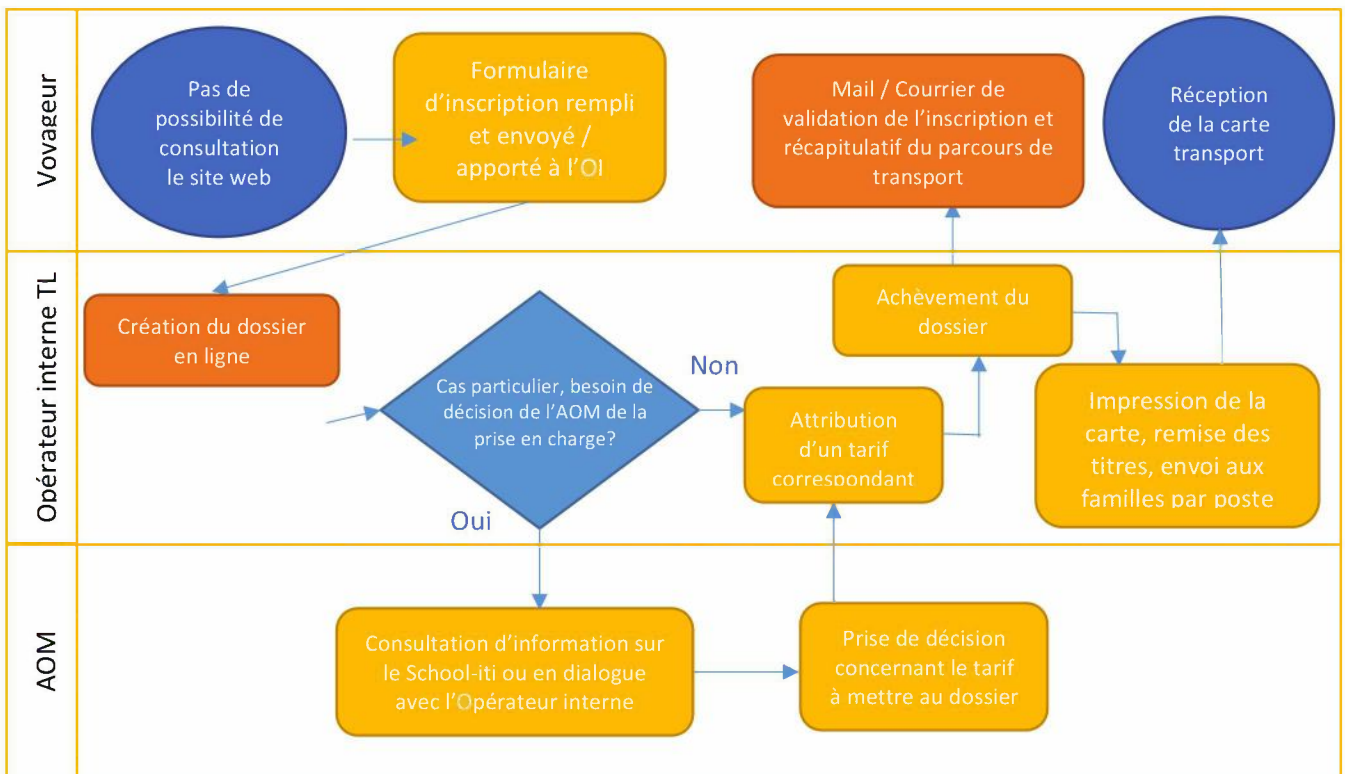 Voyageur
Pas de
possibilité de
consultation
le site web
Formulaire
d'inscription rempli
et envoyé /
apporté à l'OI
Mail / Courrier de
validation de l'inscription et
récapitulatif du parcours de
transport
Réception
de la carte
transport
Opérateur interne TL
Création du dossier
en ligne
Cas particulier, besoin de
décision de l'AOM de la
prise en charge?
Non
Oui
Attribution
d'un tarif
correspondant
Achèvement du
dossier
Impression de la
carte, remise des
titres, envoi aux
familles par poste
AOM
Consultation d'information sur
le School-iti ou en dialogue
avec l'Opérateur interne
Prise de décision
concernant le tarif
à mettre au dossier